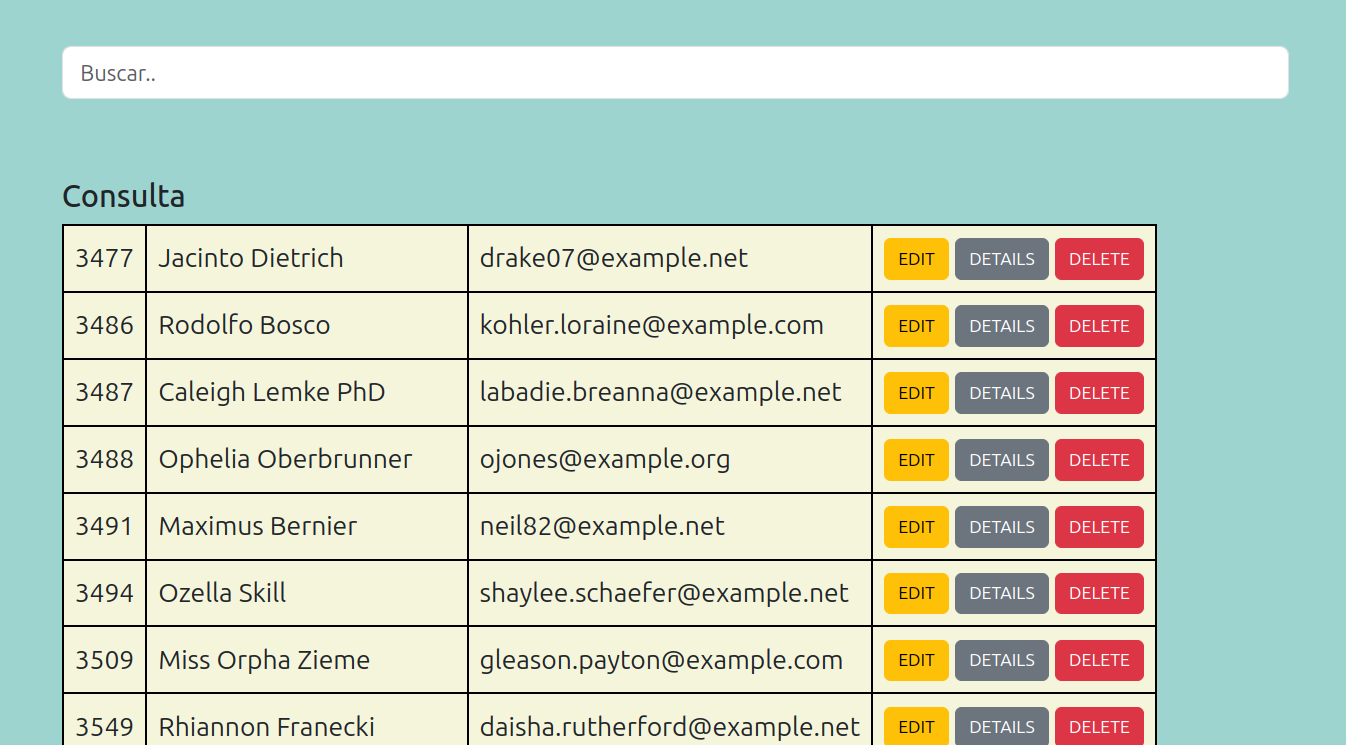 Buscar..
Consulta
3477 Jacinto Dietrich drake07@example.net EDIT DETAILS DELETE
3486 Rodolfo Bosco kohler.loraine@example.com EDIT DETAILS DELETE
3487 Caleigh Lemke PhD labadie.breanna@example.net EDIT DETAILS DELETE
3488 Ophelia Oberbrunner ojones@example.org EDIT DETAILS DELETE
3491 Maximus Bernier neil82@example.net EDIT DETAILS DELETE
3494 Ozella Skill shaylee.schaefer@example.net EDIT DETAILS DELETE
3509 Miss Orpha Zieme gleason.payton@example.com EDIT DETAILS DELETE
3549 Rhiannon Franecki daisha.rutherford@example.net EDIT DETAILS DELETE